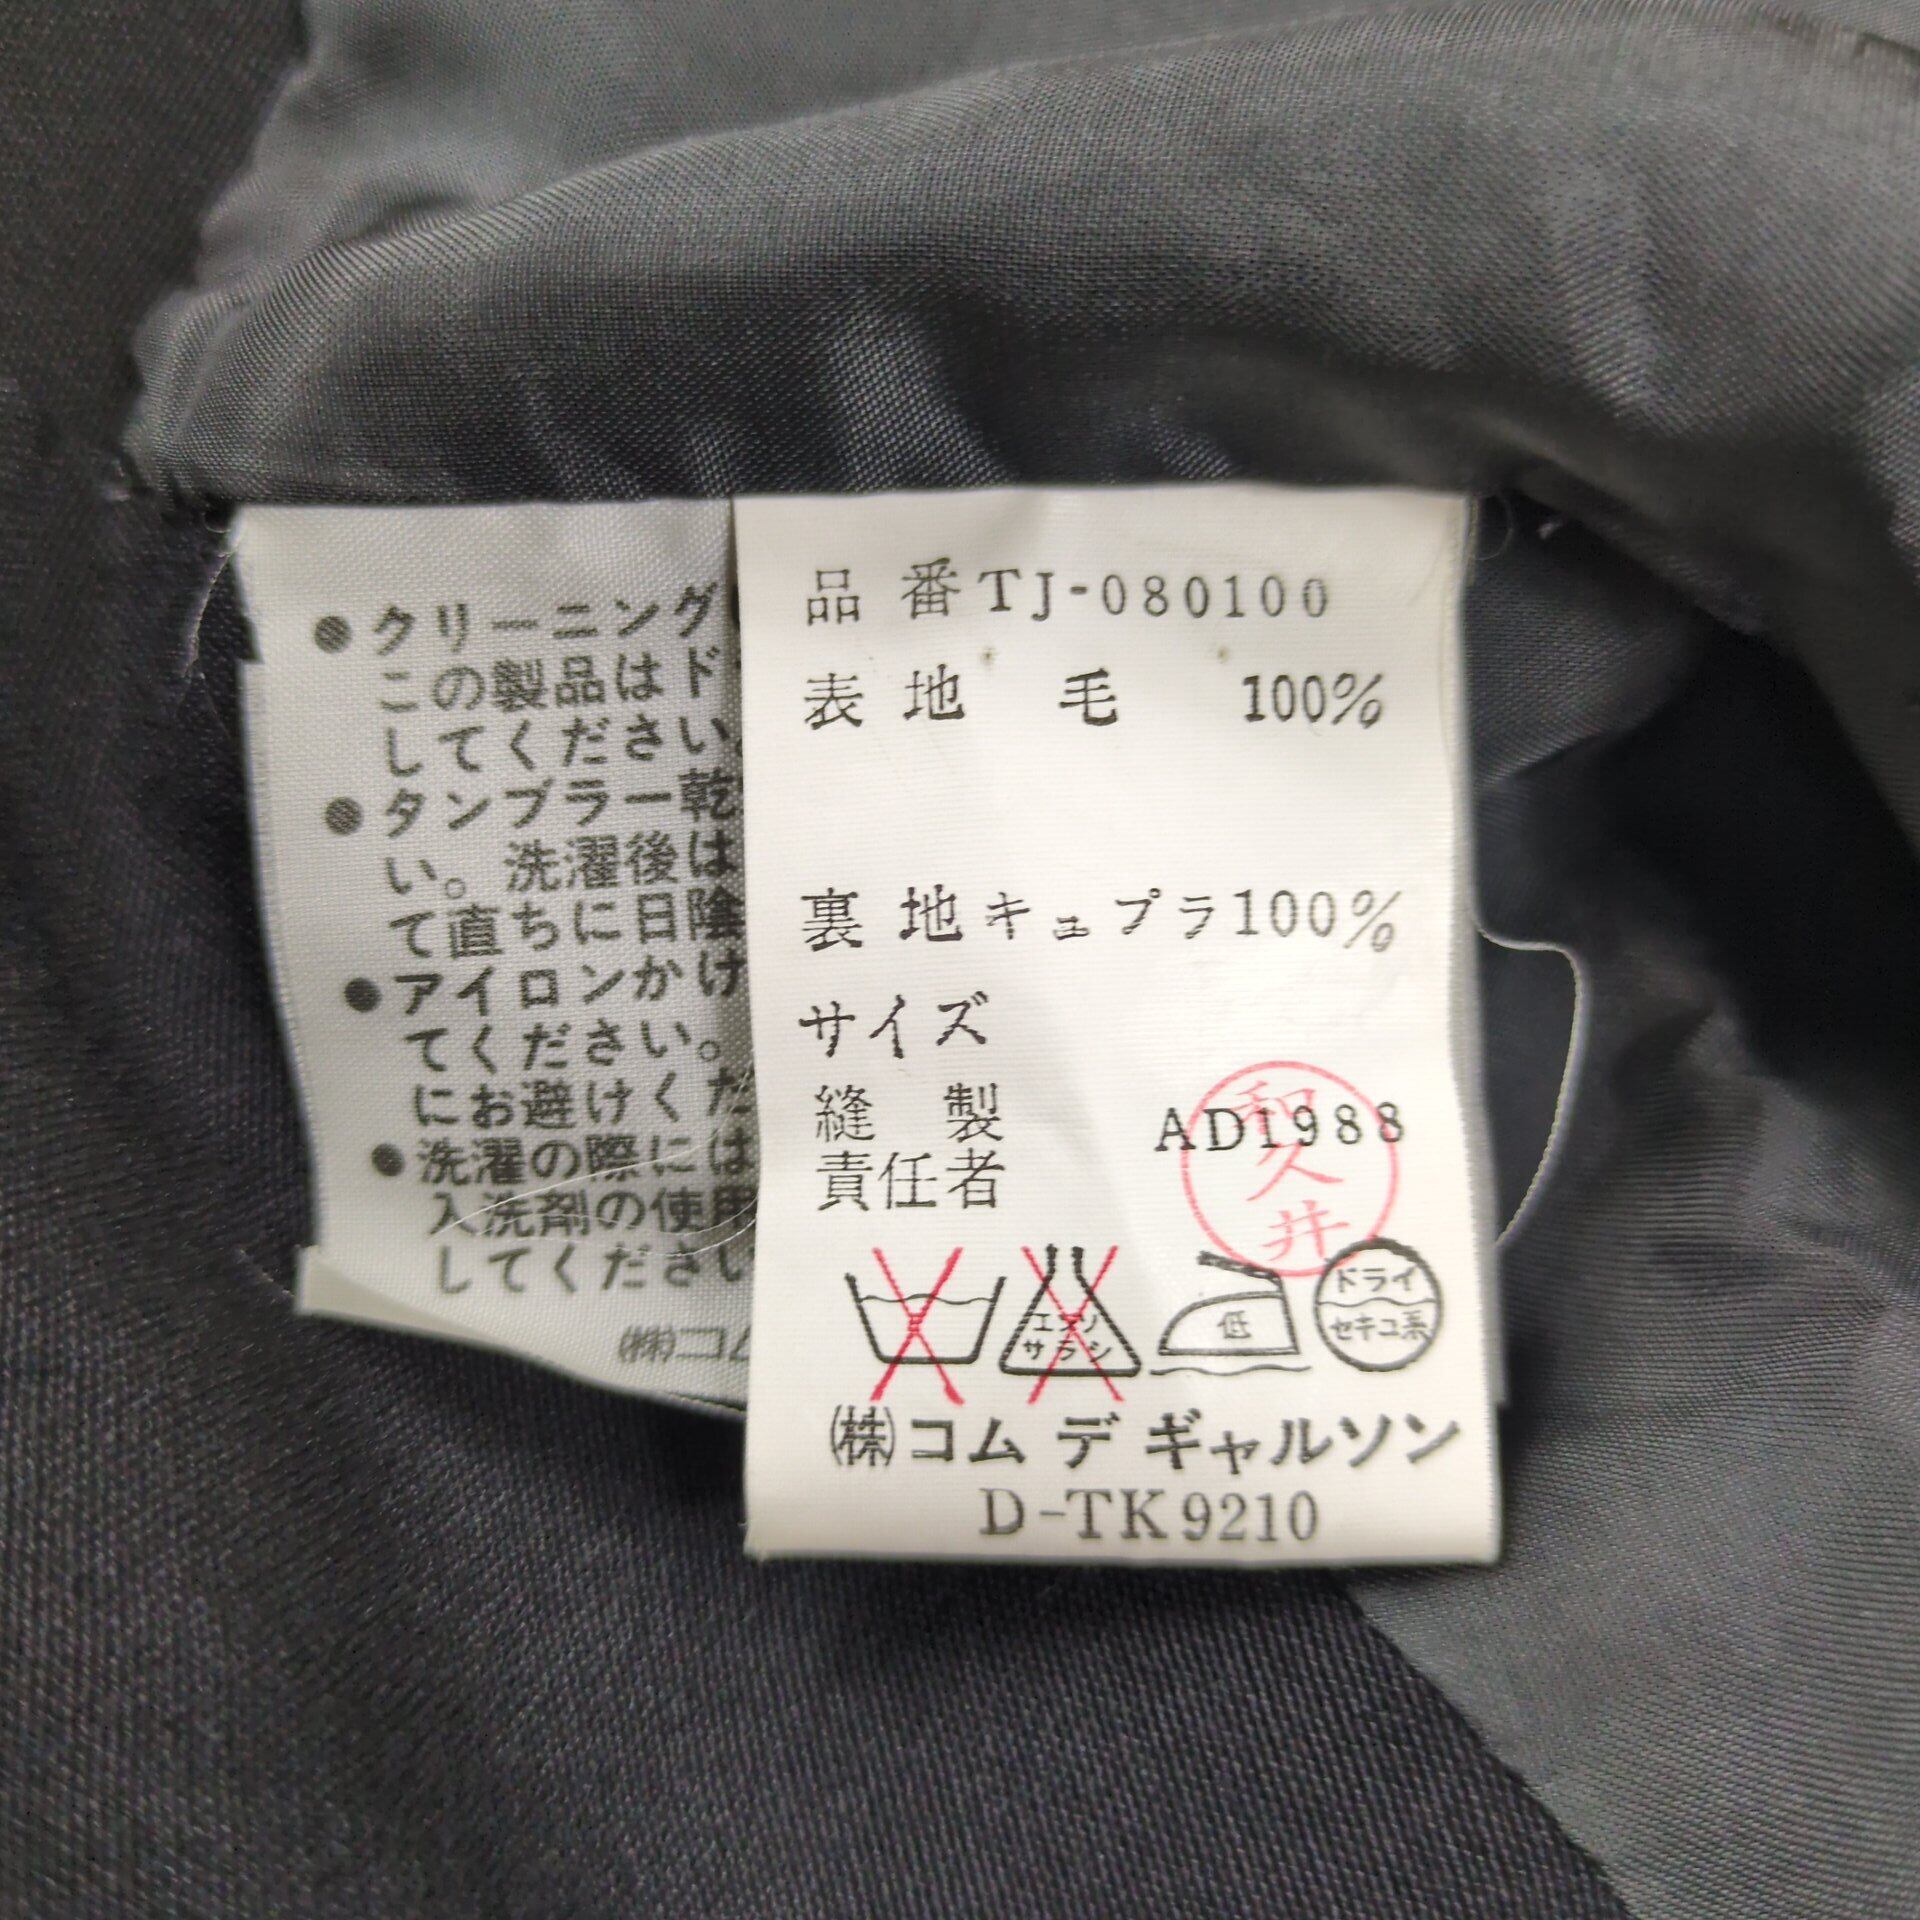 品番TJ-080100
表地 毛 100%
裏地キュプラ100%
サイズ
縫製
責任者
AD1988
和久井
エンソ
サラシ
低
ドライ
セキユ系
㈱コム デ ギャルソン
D-TK9210
●クリーニング
この製品はド
してください。
●タンブラー乾
い。洗濯後は
て直ちに日陰
●アイロンかけ
てください。
にお避けくだ
●洗濯の際には
入洗剤の使用
してください
㈱コム